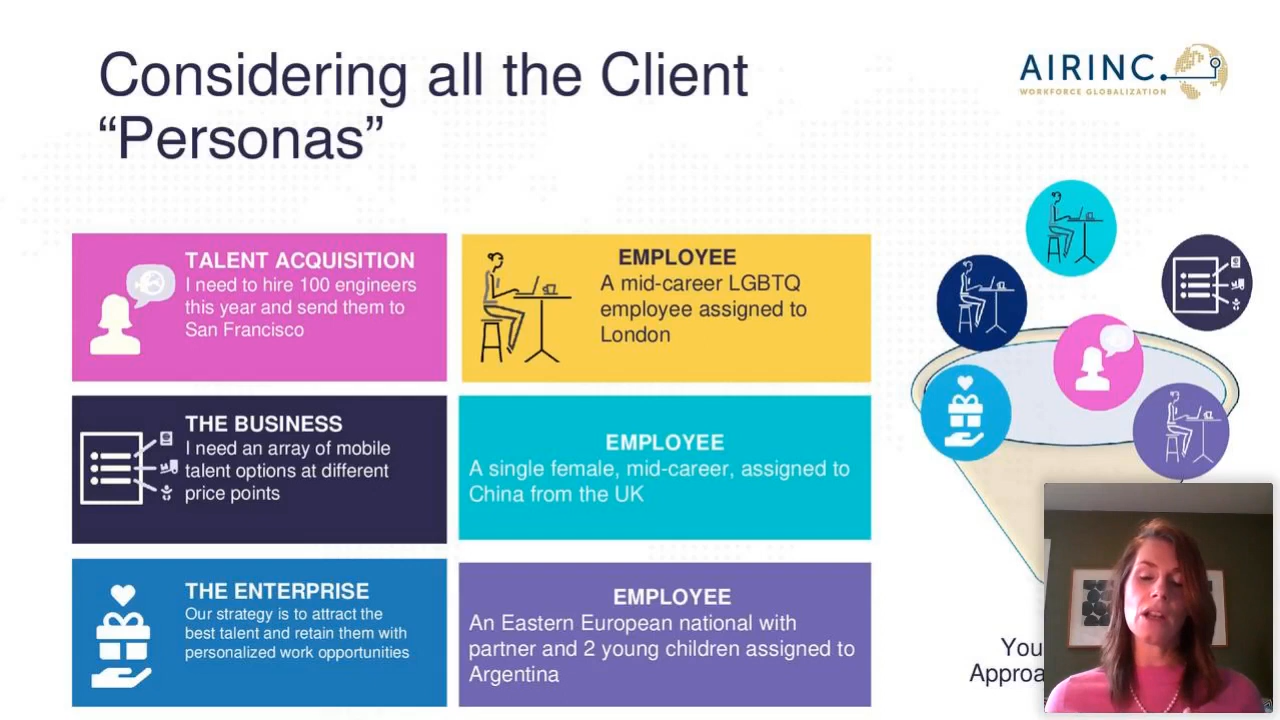 Considering all the Client
“Personas”
AIRINC.
WORKFORCE GLOBALIZATION
TALENT ACQUISITION
I need to hire 100 engineers
this year and send them to
San Francisco
EMPLOYEE
A mid-career LGBTQ
employee assigned to
London
THE BUSINESS
I need an array of mobile
talent options at different
price points
EMPLOYEE
A single female, mid-career, assigned to
China from the UK
THE ENTERPRISE
Our strategy is to attract the
best talent and retain them with
personalized work opportunities
EMPLOYEE
An Eastern European national with
partner and 2 young children assigned to
Argentina